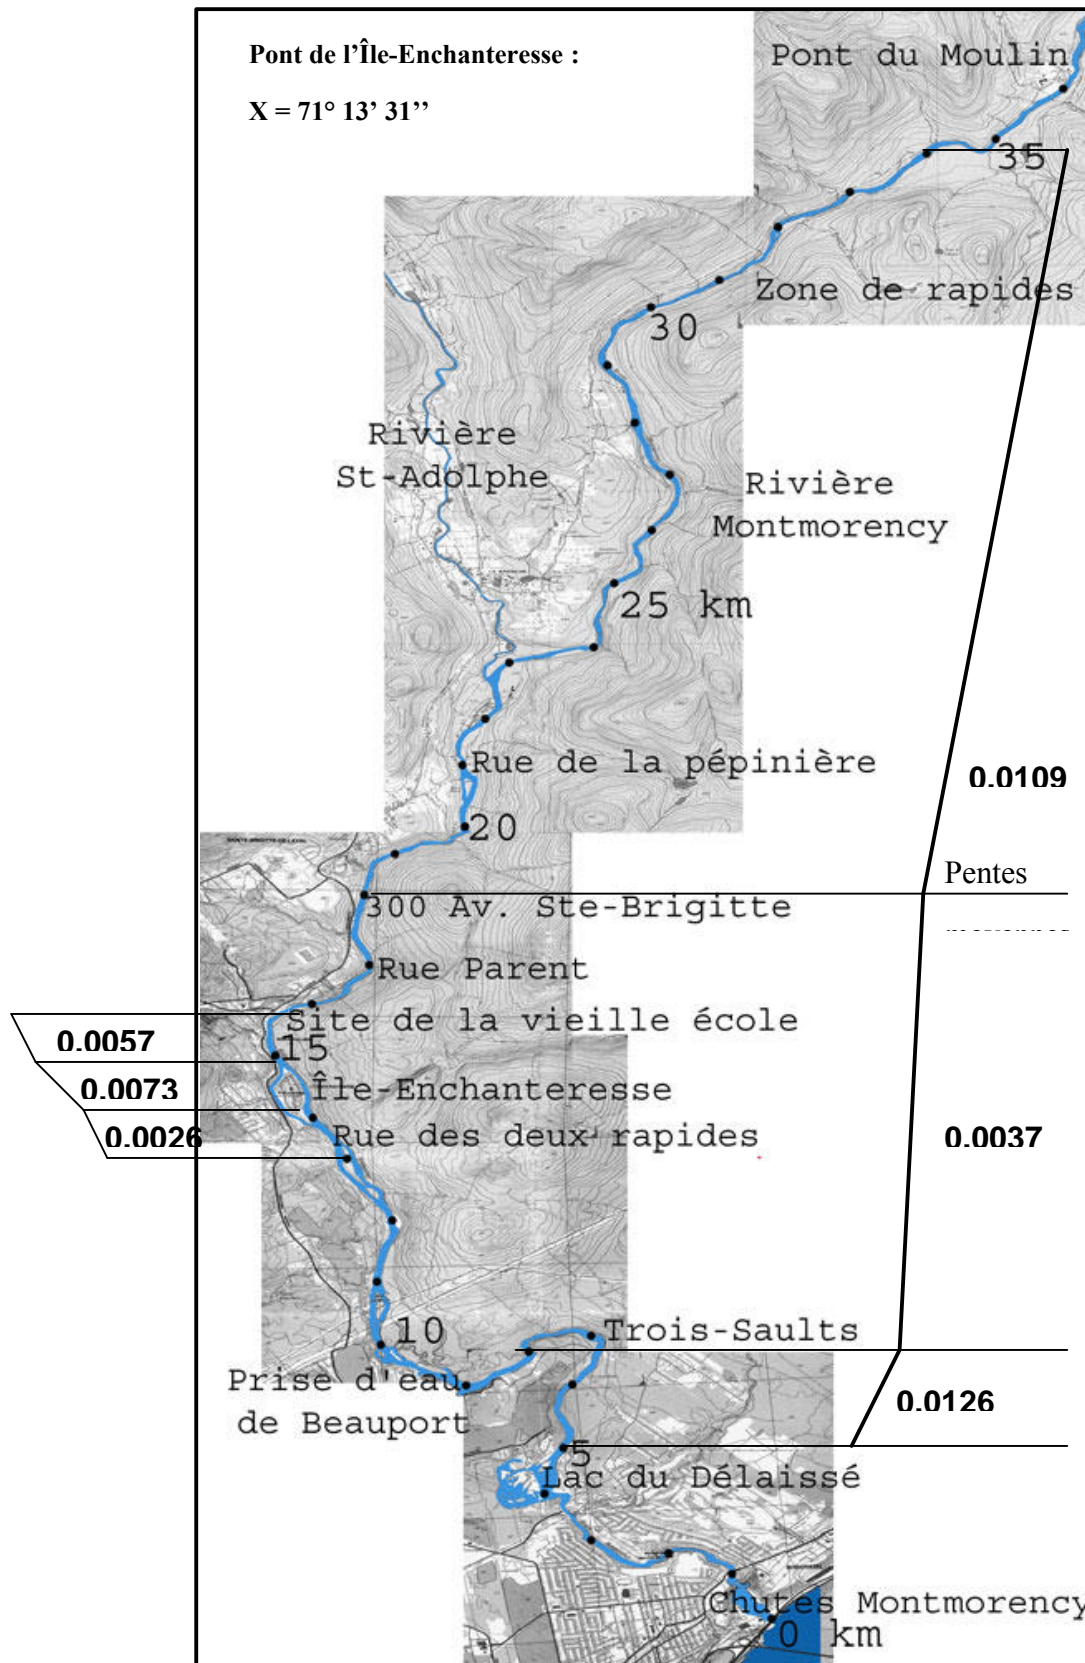 Pont de l’Île-Enchanteresse :
X = 71° 13’ 31’’
Pont du Moulin
35
Zone de rapides
30
Rivière
St-Adolphe
Rivière
Montmorency
25 km
Rue de la pépinière
0.0109
20
Pentes
300 Av. Ste-Brigitte
Rue Parent
Site de la vieille école
0.0057
15
0.0073
Île-Enchanteresse
0.0026
Rue des deux rapides
0.0037
10
Trois-Saults
Prise d'eau
de Beauport
0.0126
5
Lac du Délaissé
Chutes Montmorency
0 km